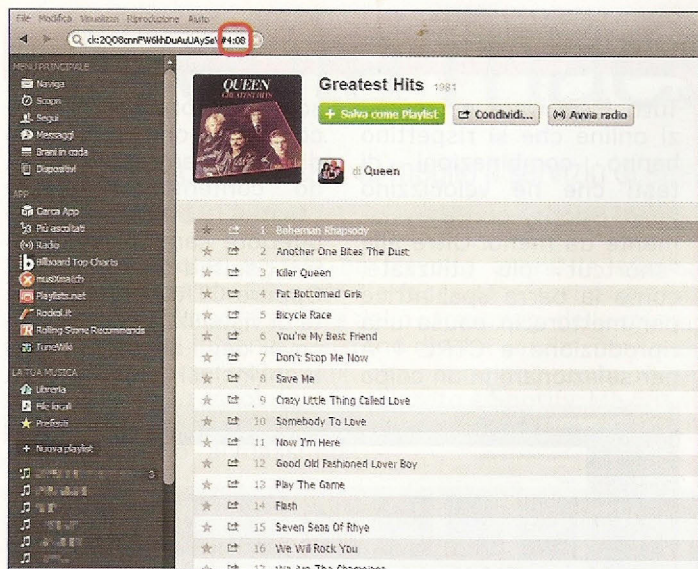 File Modifica Visualizza Riproduzione Aiuto
#4:08
MENU PRINCIPALE
Naviga
Scopri
Segui
Messaggi
Brani in coda
Dispositivi
APP
Cerca App
Più ascoltati
Radio
Billboard Top Charts
musiXmatch
Playlists.net
Rockol.it
Rolling Stone Recommends
TuneWiki
LA TUA MUSICA
Libreria
File locali
Preferiti
+ Nuova playlist
3
QUEEN
GREATEST HITS
Greatest Hits 1981
+ Salva come Playlist
Condividi...
Avvia radio
di Queen
1 Bohemian Rhapsody
2 Another One Bites The Dust
3 Killer Queen
4 Fat Bottomed Girls
5 Bicycle Race
6 You're My Best Friend
7 Don't Stop Me Now
8 Save Me
9 Crazy Little Thing Called Love
10 Somebody To Love
11 Now I'm Here
12 Good Old Fashioned Lover Boy
13 Play The Game
14 Flash
15 Seven Seas Of Rhye
16 We Will Rock You
17 We Are The Champions